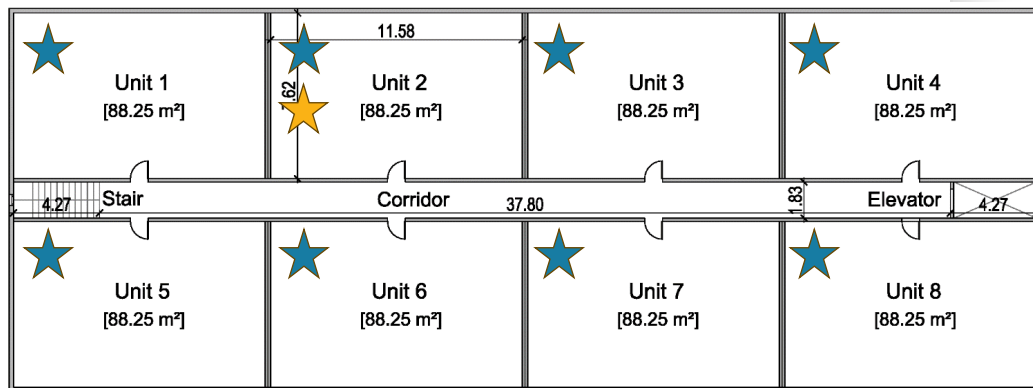 11.58
Unit 1
Unit 2
Unit 3
Unit 4
[88.25 m²]
[88.25 m²]
[88.25 m²]
[88.25 m²]
.62
4.27
Stair
Corridor
37.80
1.83
Elevator
4.27
Unit 5
Unit 6
Unit 7
Unit 8
[88.25 m²]
[88.25 m²]
[88.25 m²]
[88.25 m²]